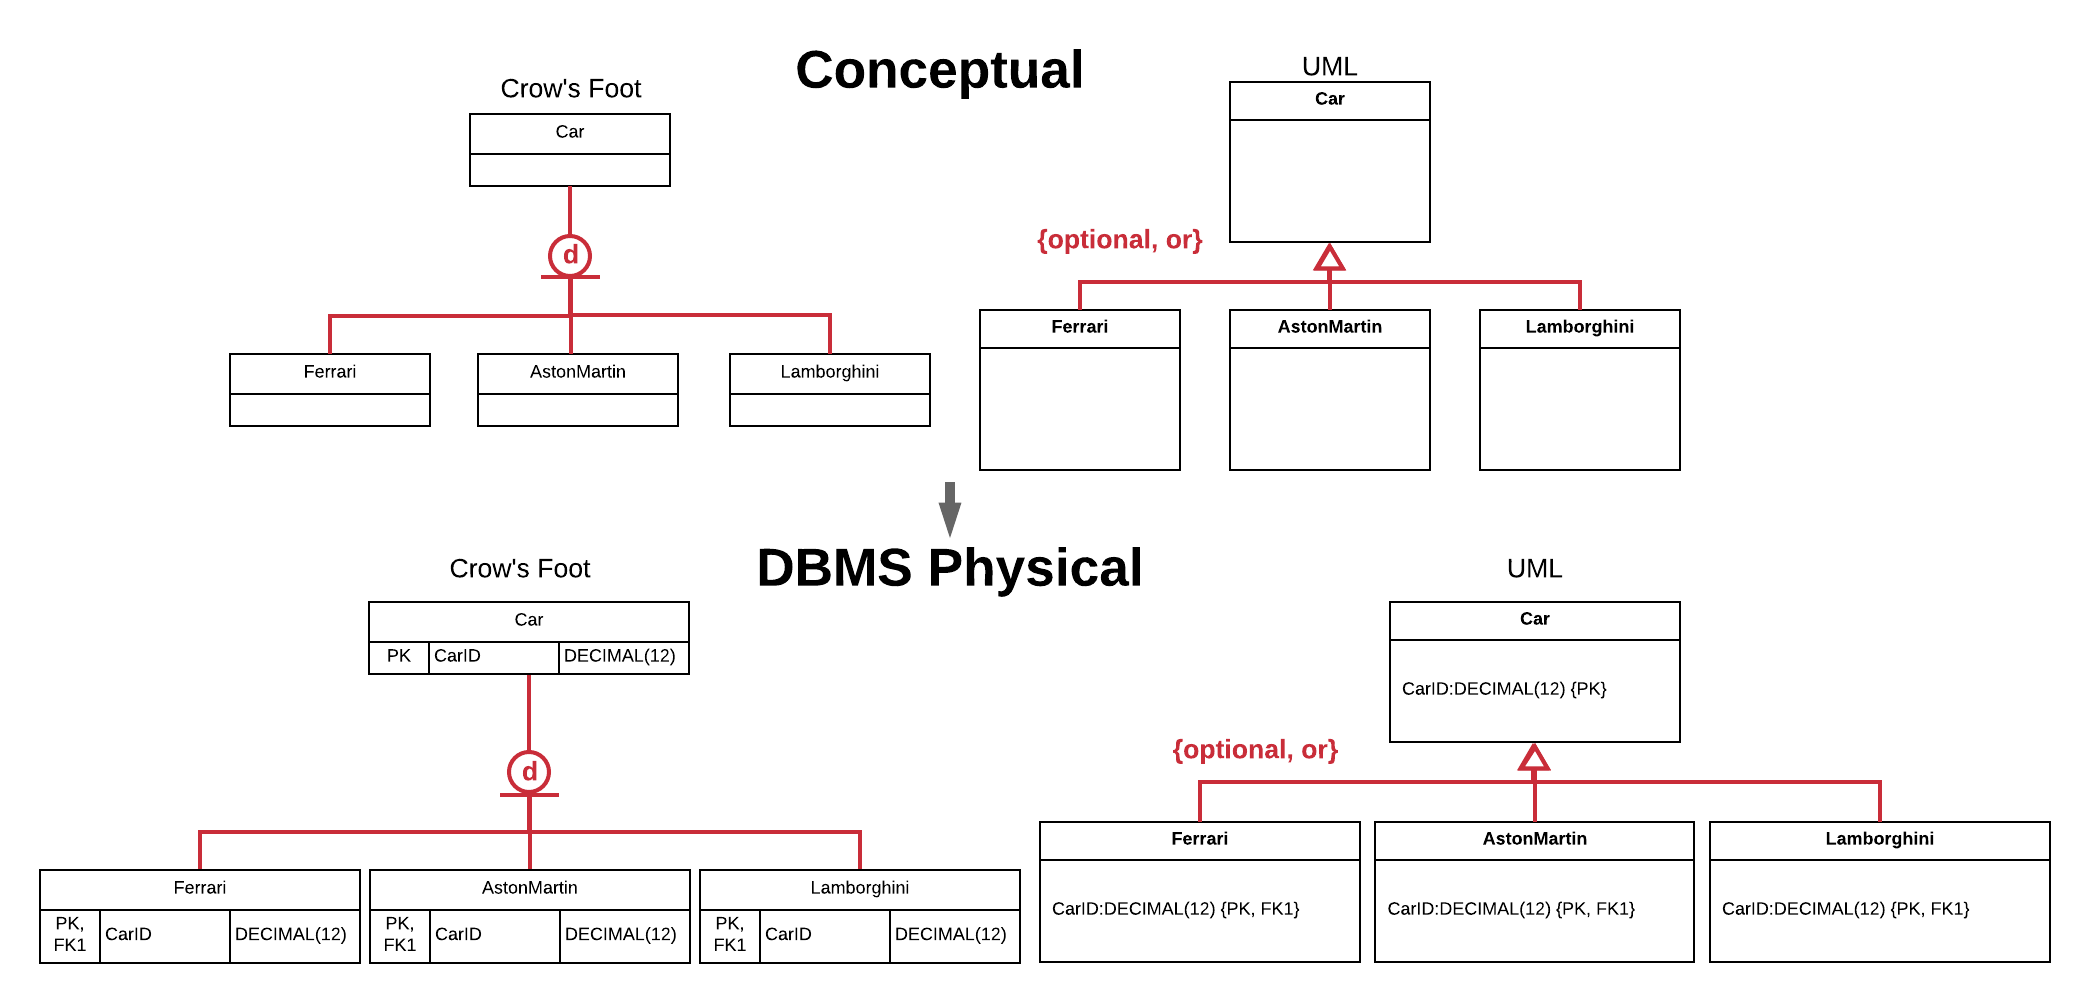 Conceptual
Crow's Foot
Car
d
Ferrari
AstonMartin
Lamborghini
UML
Car
{optional, or}
Ferrari
AstonMartin
Lamborghini
DBMS Physical
Crow's Foot
Car
PK CarID DECIMAL(12)
d
Ferrari
PK,
FK1 CarID DECIMAL(12)
AstonMartin
PK,
FK1 CarID DECIMAL(12)
Lamborghini
PK,
FK1 CarID DECIMAL(12)
UML
Car
CarID:DECIMAL(12) {PK}
{optional, or}
Ferrari
CarID:DECIMAL(12) {PK, FK1}
AstonMartin
CarID:DECIMAL(12) {PK, FK1}
Lamborghini
CarID:DECIMAL(12) {PK, FK1}